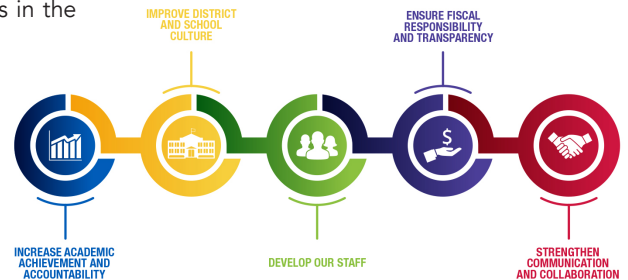 s in the
IMPROVE DISTRICT
AND SCHOOL
CULTURE
ENSURE FISCAL
RESPONSIBILITY
AND TRANSPARENCY
$
INCREASE ACADEMIC
ACHIEVEMENT AND
ACCOUNTABILITY
DEVELOP OUR STAFF
STRENGTHEN
COMMUNICATION
AND COLLABORATION